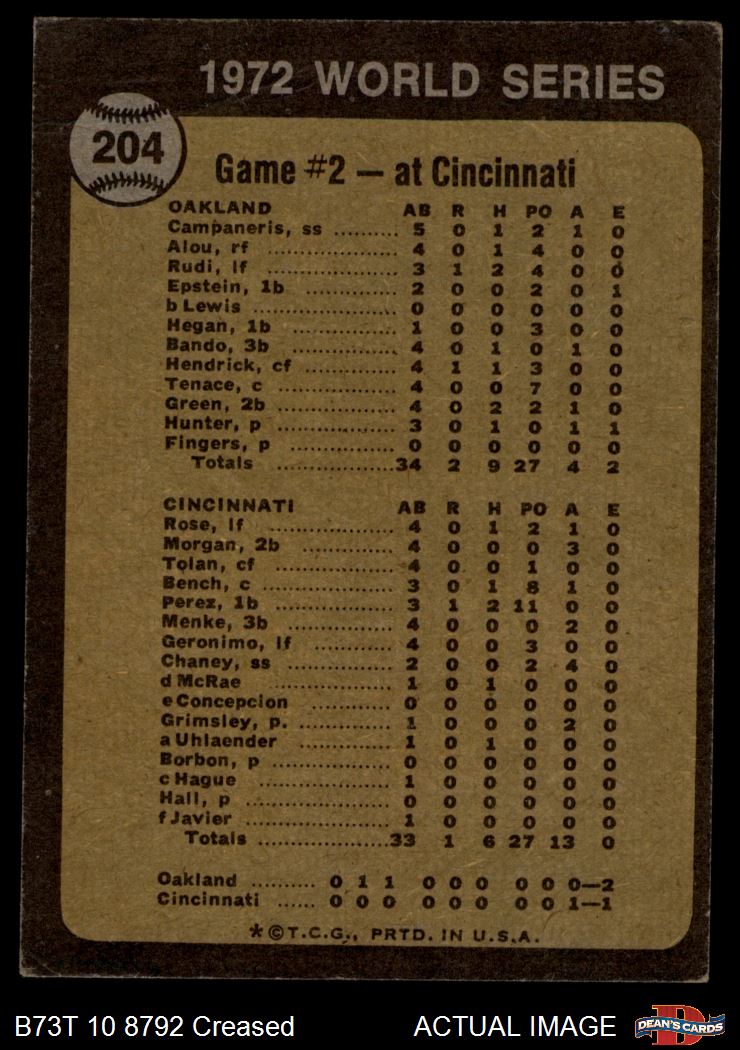 1972 WORLD SERIES
204
Game #2 — at Cincinnati
OAKLAND AB R H PO A E
Campaneris, ss .......... 5 0 1 2 1 0
Alou, rf .................... 4 0 1 4 0 0
Rudi, lf .................... 3 1 2 4 0 0
Epstein, 1b .............. 2 0 0 2 0 1
b Lewis .................... 0 0 0 0 0 0
Hegan, 1b ................ 1 0 0 3 0 0
Bando, 3b ................ 4 0 1 0 1 0
Hendrick, cf .............. 4 1 1 3 0 0
Tenace, c .................. 4 0 0 7 0 0
Green, 2b .................. 4 0 2 2 1 0
Hunter, p .................. 3 0 1 0 1 1
Fingers, p .................. 0 0 0 0 0 0
Totals ....................34 2 9 27 4 2
CINCINNATI AB R H PO A E
Rose, lf .................... 4 0 1 2 1 0
Morgan, 2b .............. 4 0 0 0 3 0
Tolan, cf .................. 4 0 0 1 0 0
Bench, c .................. 3 0 1 8 1 0
Perez, 1b .................. 3 1 2 11 0 0
Menke, 3b ................ 4 0 0 0 2 0
Geronimo, lf ............ 4 0 0 3 0 0
Chaney, ss ................ 2 0 0 2 4 0
d McRae .................. 1 0 1 0 0 0
e Concepcion ............ 0 0 0 0 0 0
Grimsley, p. .............. 1 0 0 0 2 0
a Uhlaender .............. 1 0 1 0 0 0
Borbon, p .................. 0 0 0 0 0 0
c Hague .................... 1 0 0 0 0 0
Hall, p ...................... 0 0 0 0 0 0
f Javier ...................... 1 0 0 0 0 0
Totals ......................33 1 6 27 13 0
Oakland .......... 0 1 1 0 0 0 0 0 0—2
Cincinnati ...... 0 0 0 0 0 0 0 0 1—1
*©T.C.G., PRTD. IN U.S.A.
B73T 10 8792 Creased ACTUAL IMAGE
D
DEAN'S CARDS